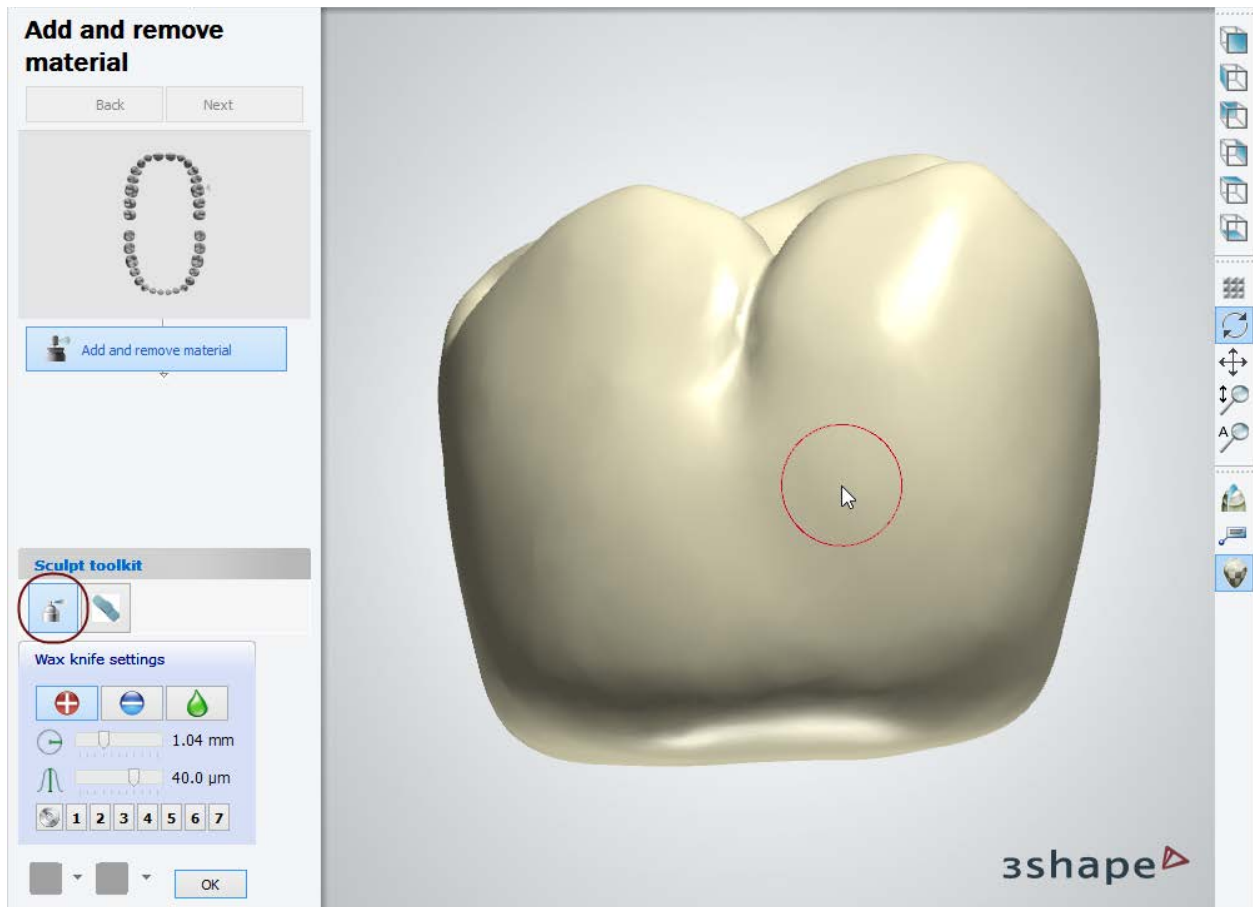 Add and remove
material
Back
Next
Add and remove material
Sculpt toolkit
Wax knife settings
1.04 mm
40.0 µm
1 2 3 4 5 6 7
OK
A
3shape